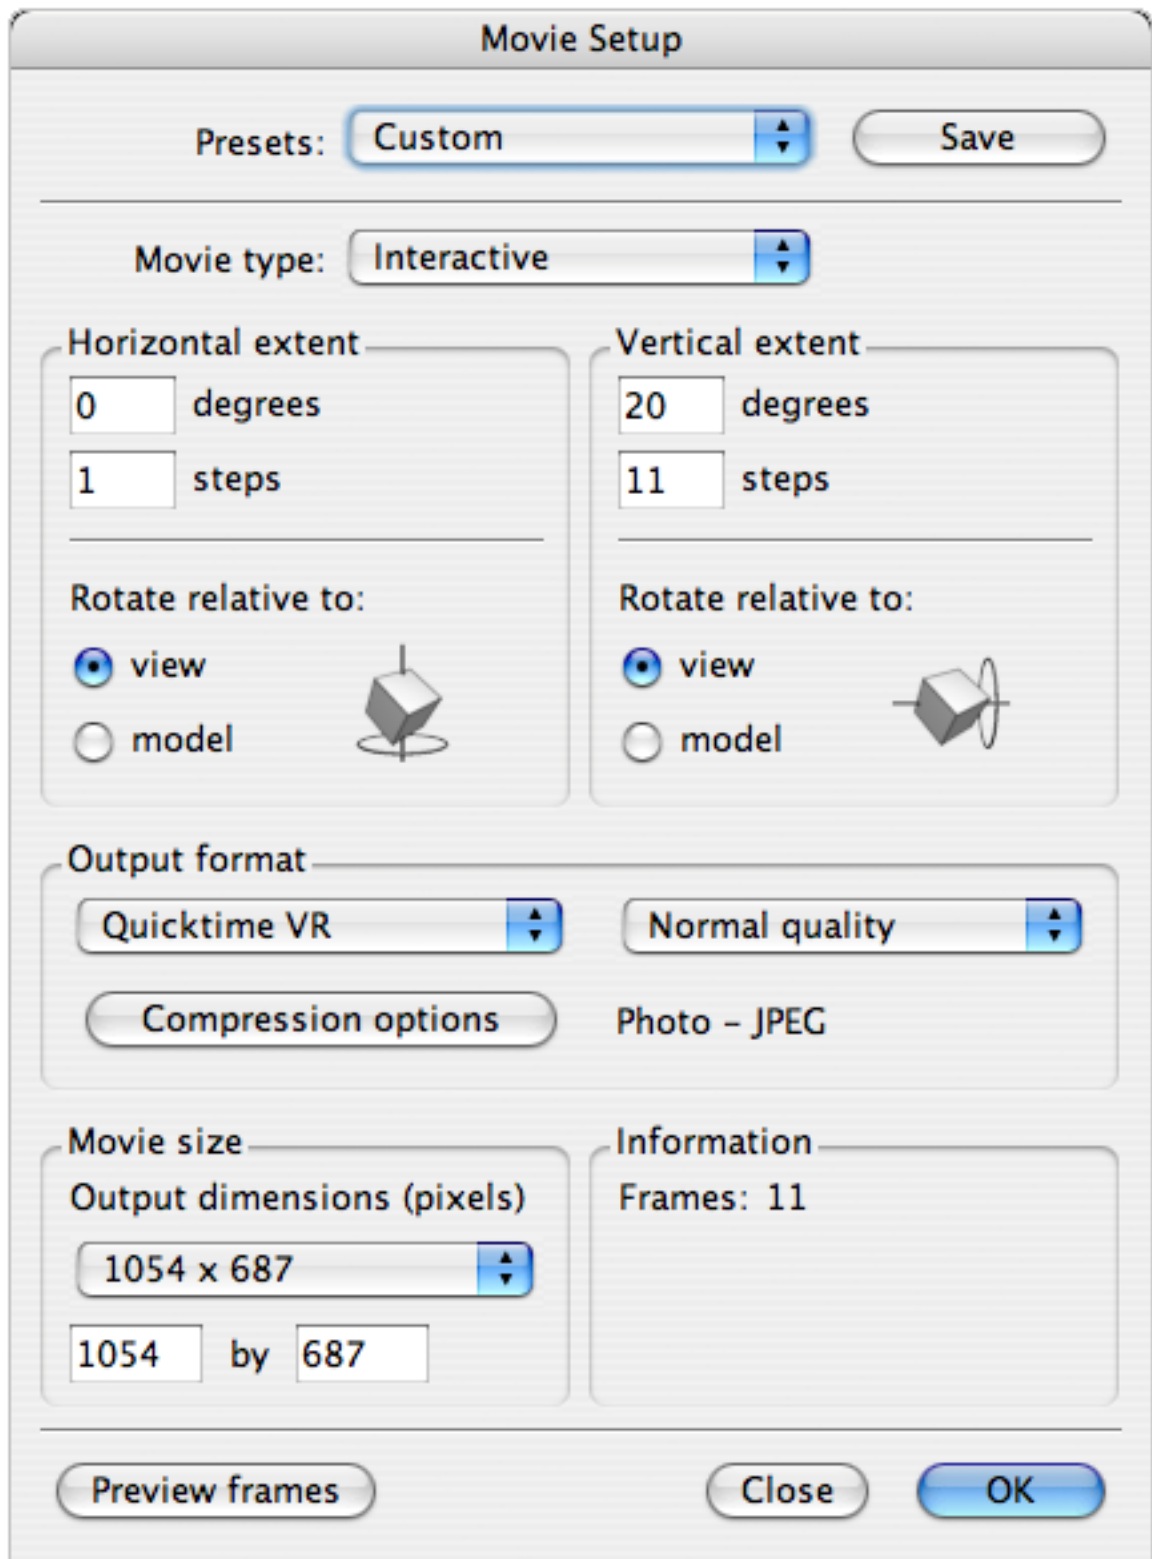 Movie Setup
Presets: Custom Save
Movie type: Interactive
Horizontal extent
0 degrees
1 steps
Rotate relative to:
view
model
Vertical extent
20 degrees
11 steps
Rotate relative to:
view
model
Output format
Quicktime VR Normal quality
Compression options Photo – JPEG
Movie size
Output dimensions (pixels)
1054 x 687
1054 by 687
Information
Frames: 11
Preview frames Close OK